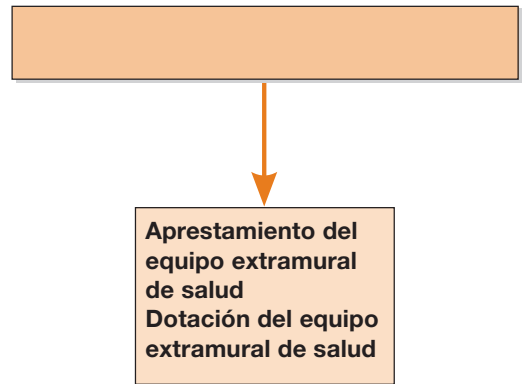 Aprestamiento del
equipo extramural
de salud
Dotación del equipo
extramural de salud